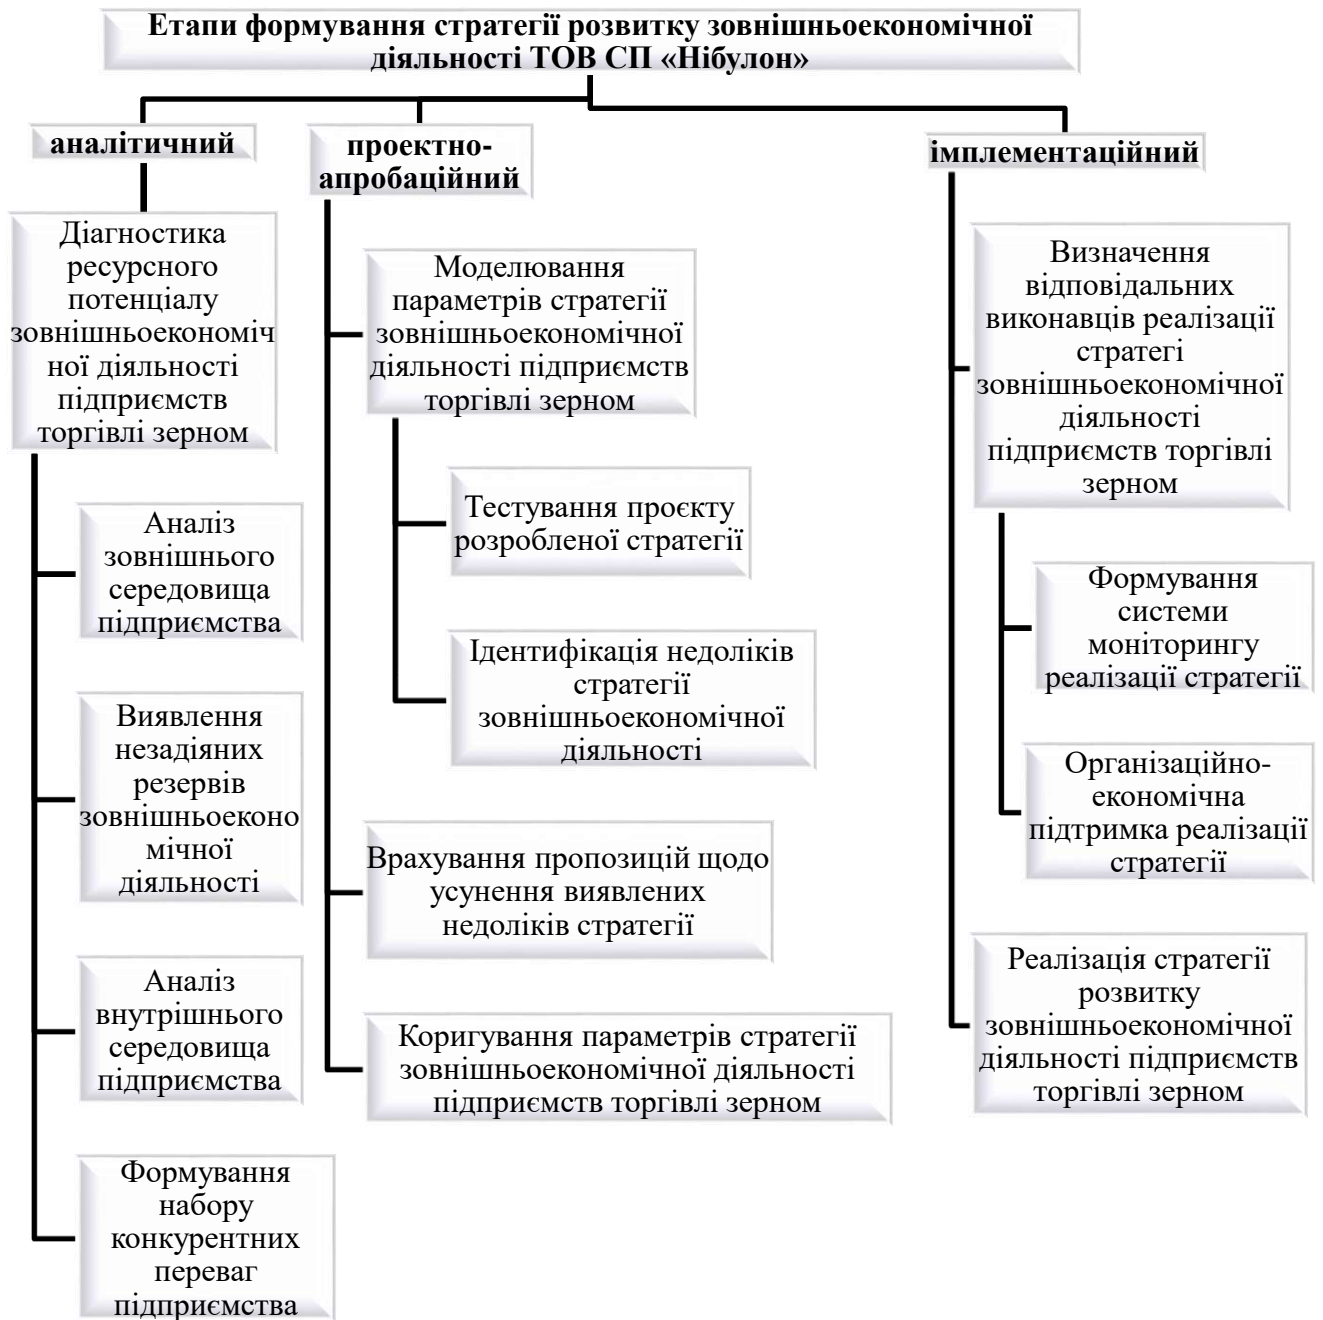 Етапи формування стратегії розвитку зовнішньоекономічної
діяльності ТОВ СП «Нібулон»
аналітичний
Діагностика
ресурсного
потенціалу
зовнішньоекономіч
ної діяльності
підприємств
торгівлі зерном
Аналіз
зовнішнього
середовища
підприємства
Виявлення
незадіяних
резервів
зовнішньоеконо
мічної
діяльності
Аналіз
внутрішнього
середовища
підприємства
Формування
набору
конкурентних
переваг
підприємства
проектно-
апробаційний
Моделювання
параметрів стратегії
зовнішньоекономічної
діяльності підприємств
торгівлі зерном
Тестування проєкту
розробленої стратегії
Ідентифікація недоліків
стратегії
зовнішньоекономічної
діяльності
Врахування пропозицій щодо
усунення виявлених
недоліків стратегії
Коригування параметрів стратегії
зовнішньоекономічної діяльності
підприємств торгівлі зерном
імплементаційний
Визначення
відповідальних
виконавців реалізації
стратегі
зовнішньоекономічної
діяльності
підприємств торгівлі
зерном
Формування
системи
моніторингу
реалізації стратегії
Організаційно-
економічна
підтримка реалізації
стратегії
Реалізація стратегії
розвитку
зовнішньоекономічної
діяльності підприємств
торгівлі зерном